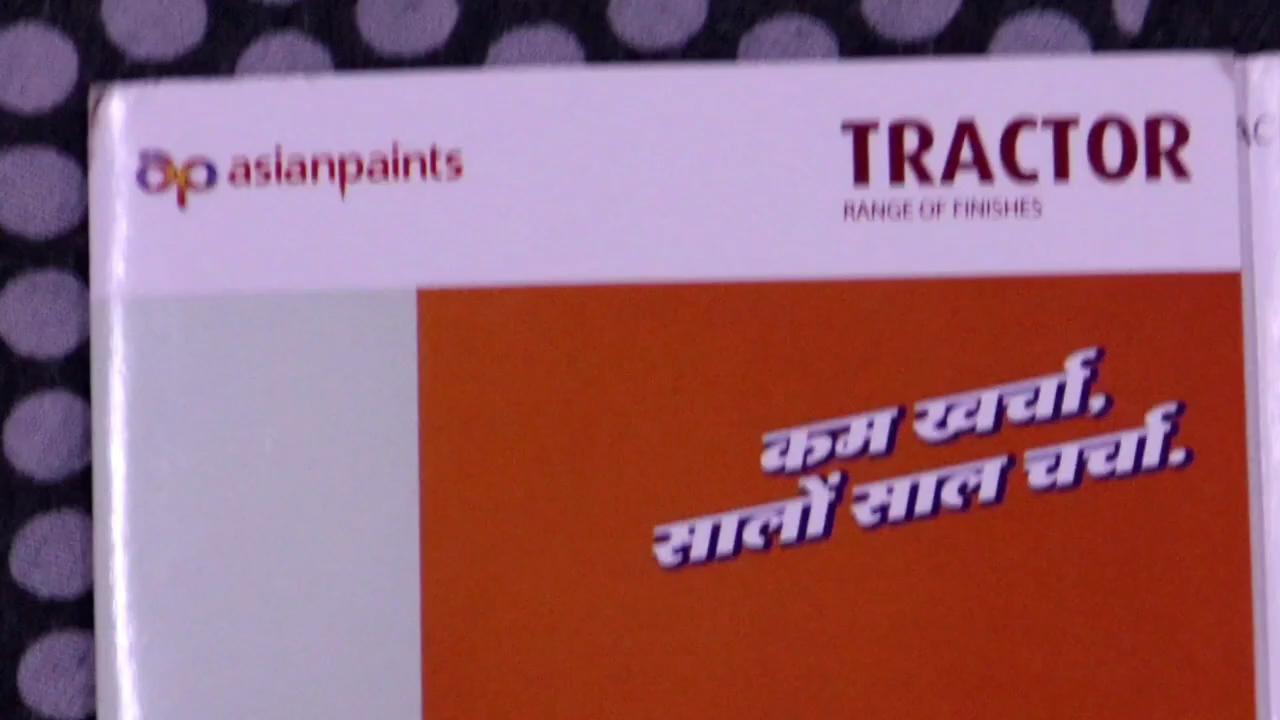 asianpaints
TRACTOR
RANGE OF FINISHES
कम खर्चा,
सालों साल चर्चा.